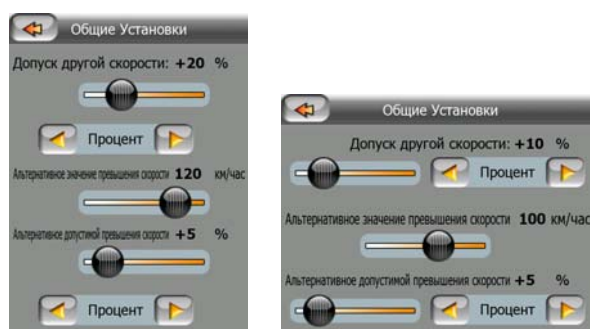 Общие Установки
Допуск другой скорости: +20 %
Процент
Альтернативное значение превышения скорости 120 км/час
Альтернативное допустимой превышения скорости +5 %
Процент
Общие Установки
Допуск другой скорости: +10 %
Процент
Альтернативное значение превышения скорости 100 км/час
Альтернативное допустимой превышения скорости +5 %
Процент